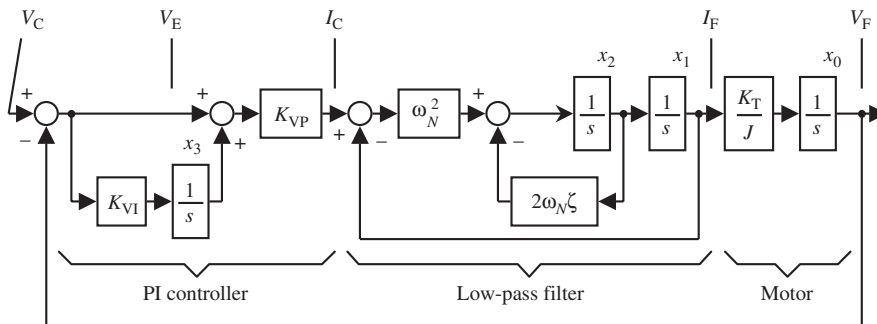 V_C V_E I_C I_F V_F
x_2 x_1 x_0
+ + + +
K_VP ω_N^2 1/s 1/s K_T/J 1/s
− + + − −
x_3
K_VI 1/s 2ω_Nζ
PI controller Low-pass filter Motor